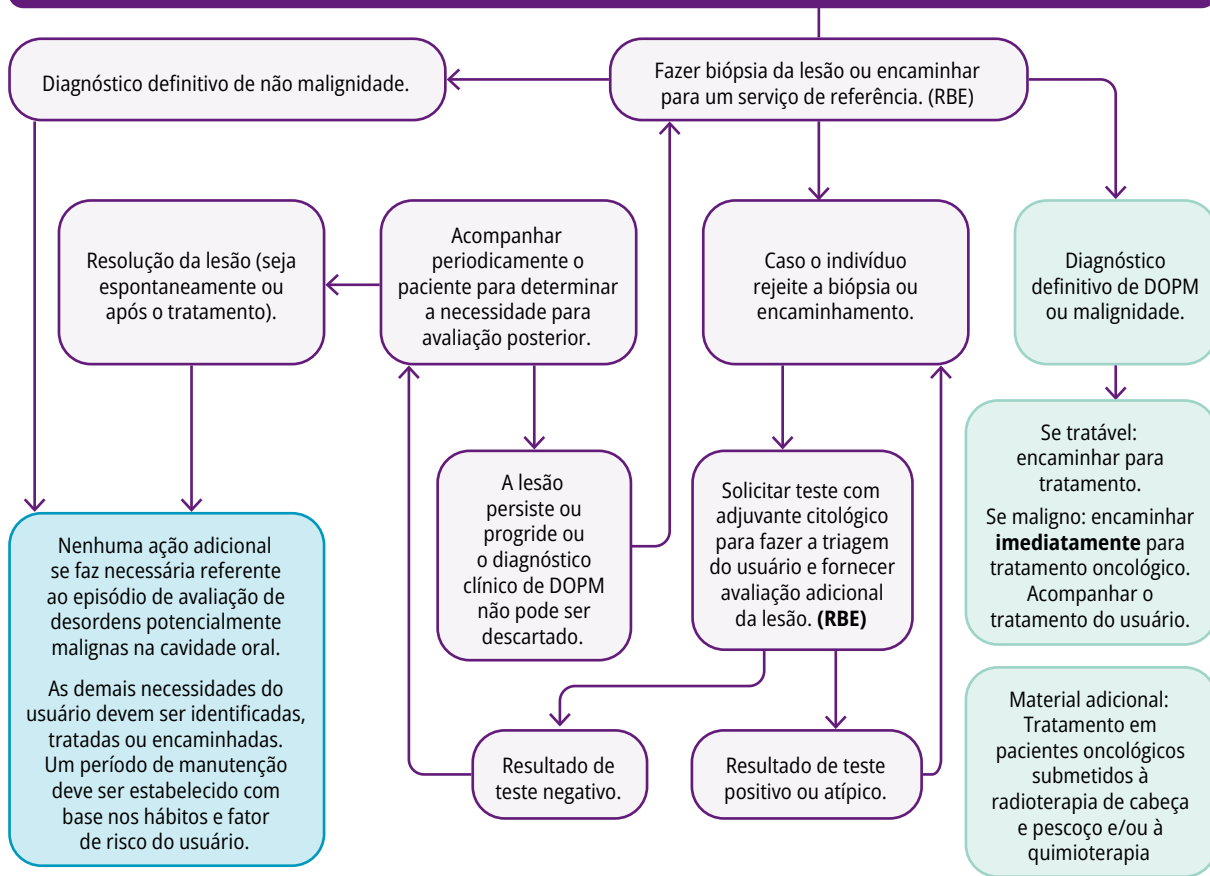 Diagnóstico definitivo de não malignidade.
Fazer biópsia da lesão ou encaminhar
para um serviço de referência. (RBE)
Resolução da lesão (seja
espontaneamente ou
após o tratamento).
Acompanhar
periodicamente o
paciente para determinar
a necessidade para
avaliação posterior.
Caso o indivíduo
rejeite a biópsia ou
encaminhamento.
Diagnóstico
definitivo de DOPM
ou malignidade.
A lesão
persiste ou
progride ou
o diagnóstico
clínico de DOPM
não pode ser
descartado.
Solicitar teste com
adjuvante citológico
para fazer a triagem
do usuário e fornecer
avaliação adicional
da lesão. (RBE)
Se tratável:
encaminhar para
tratamento.
Se maligno: encaminhar
imediatamente para
tratamento oncológico.
Acompanhar o
tratamento do usuário.
Nenhuma ação adicional
se faz necessária referente
ao episódio de avaliação de
desordens potencialmente
malignas na cavidade oral.
As demais necessidades do
usuário devem ser identificadas,
tratadas ou encaminhadas.
Um período de manutenção
deve ser estabelecido com
base nos hábitos e fator
de risco do usuário.
Resultado de
teste negativo.
Resultado de teste
positivo ou atípico.
Material adicional:
Tratamento em
pacientes oncológicos
submetidos à
radioterapia de cabeça
e pescoço e/ou à
quimioterapia